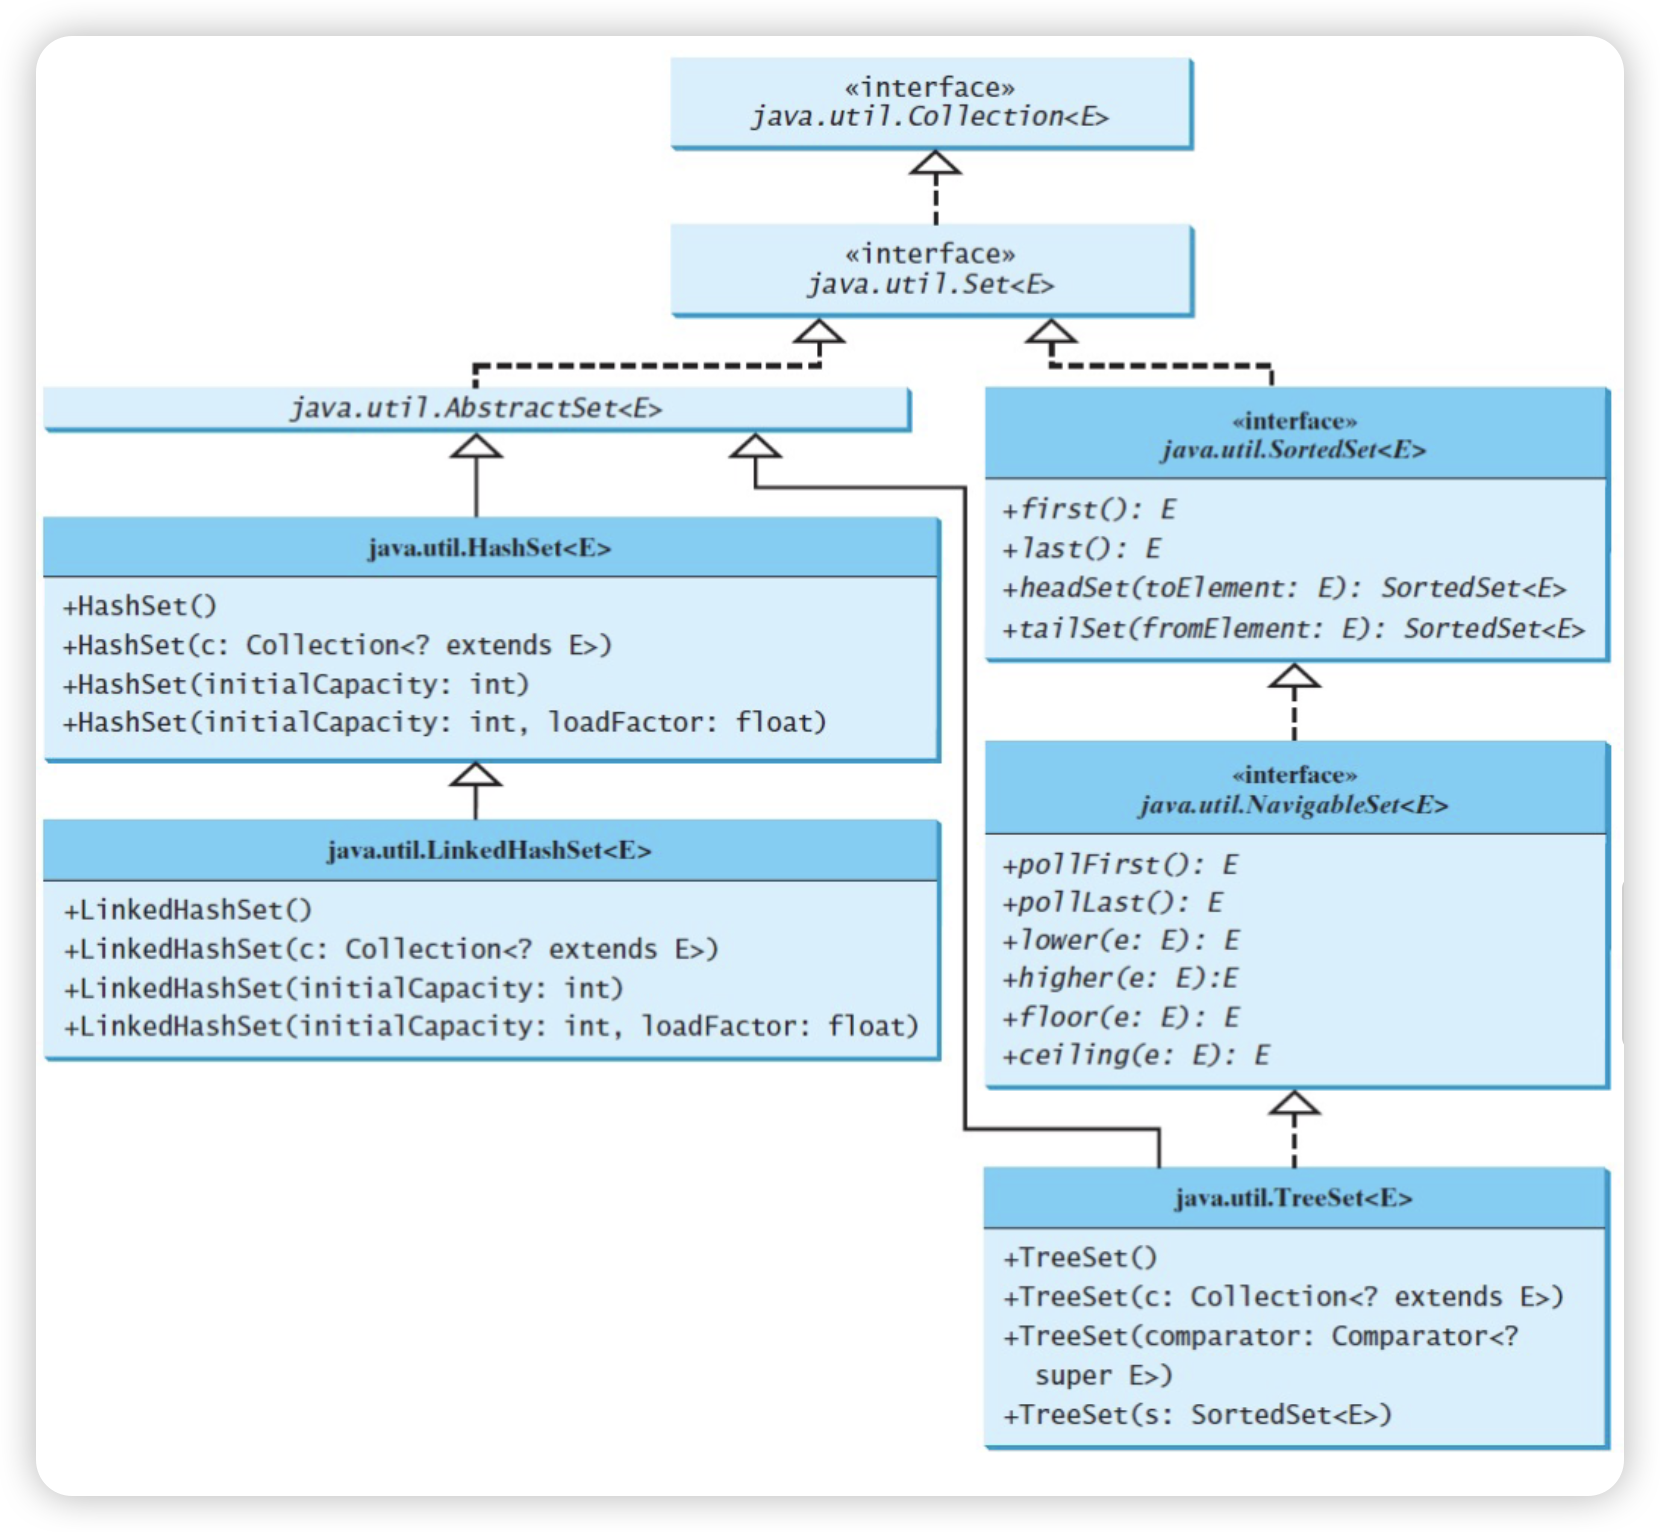 «interface»
java.util.Collection<E>
«interface»
java.util.Set<E>
java.util.AbstractSet<E>
«interface»
java.util.SortedSet<E>
+first(): E
+last(): E
+headSet(toElement: E): SortedSet<E>
+tailSet(fromElement: E): SortedSet<E>
java.util.HashSet<E>
+HashSet()
+HashSet(c: Collection<? extends E>)
+HashSet(initialCapacity: int)
+HashSet(initialCapacity: int, loadFactor: float)
«interface»
java.util.NavigableSet<E>
+pollFirst(): E
+pollLast(): E
+lower(e: E): E
+higher(e: E):E
+floor(e: E): E
+ceiling(e: E): E
java.util.LinkedHashSet<E>
+LinkedHashSet()
+LinkedHashSet(c: Collection<? extends E>)
+LinkedHashSet(initialCapacity: int)
+LinkedHashSet(initialCapacity: int, loadFactor: float)
java.util.TreeSet<E>
+TreeSet()
+TreeSet(c: Collection<? extends E>)
+TreeSet(comparator: Comparator<?
super E>)
+TreeSet(s: SortedSet<E>)